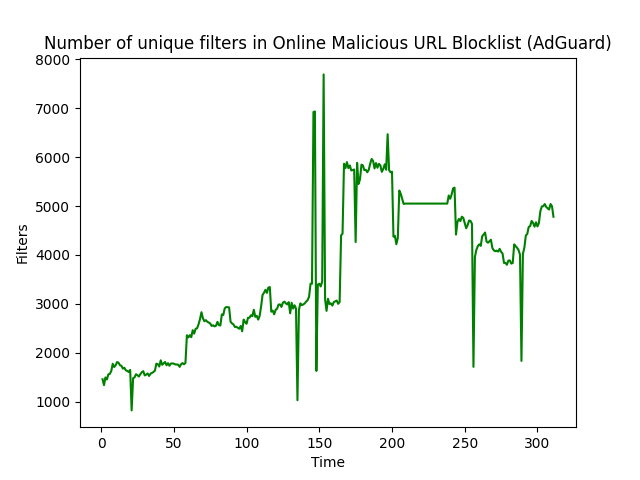 Number of unique filters in Online Malicious URL Blocklist (AdGuard)
8000
7000
6000
5000
4000
3000
2000
1000
Filters
0 50 100 150 200 250 300
Time